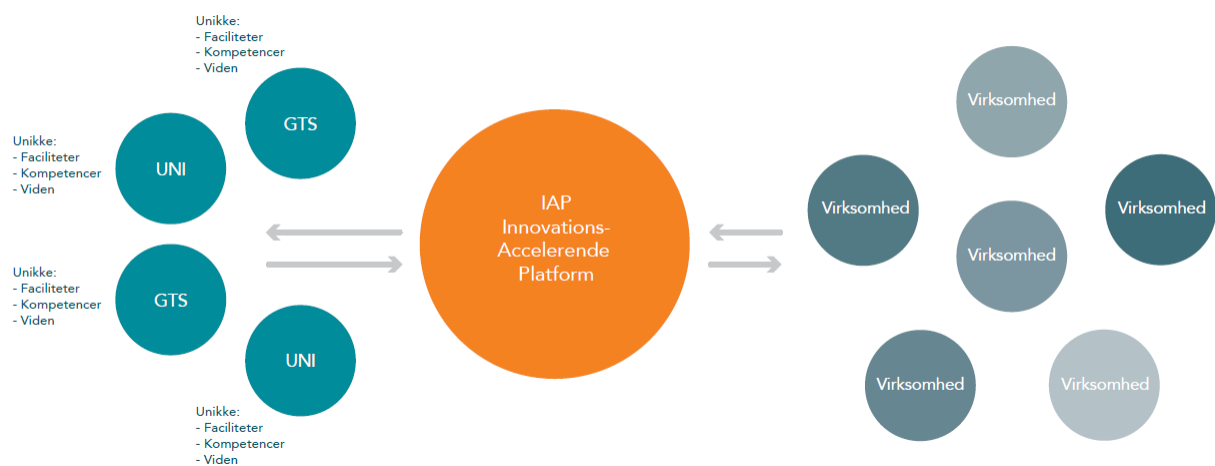 Unikke:
- Faciliteter
- Kompetencer
- Viden
GTS
Unikke:
- Faciliteter
- Kompetencer
- Viden
UNI
Unikke:
- Faciliteter
- Kompetencer
- Viden
GTS
UNI
Unikke:
- Faciliteter
- Kompetencer
- Viden
IAP
Innovations-
Accelerende
Platform
Virksomhed
Virksomhed
Virksomhed
Virksomhed
Virksomhed
Virksomhed